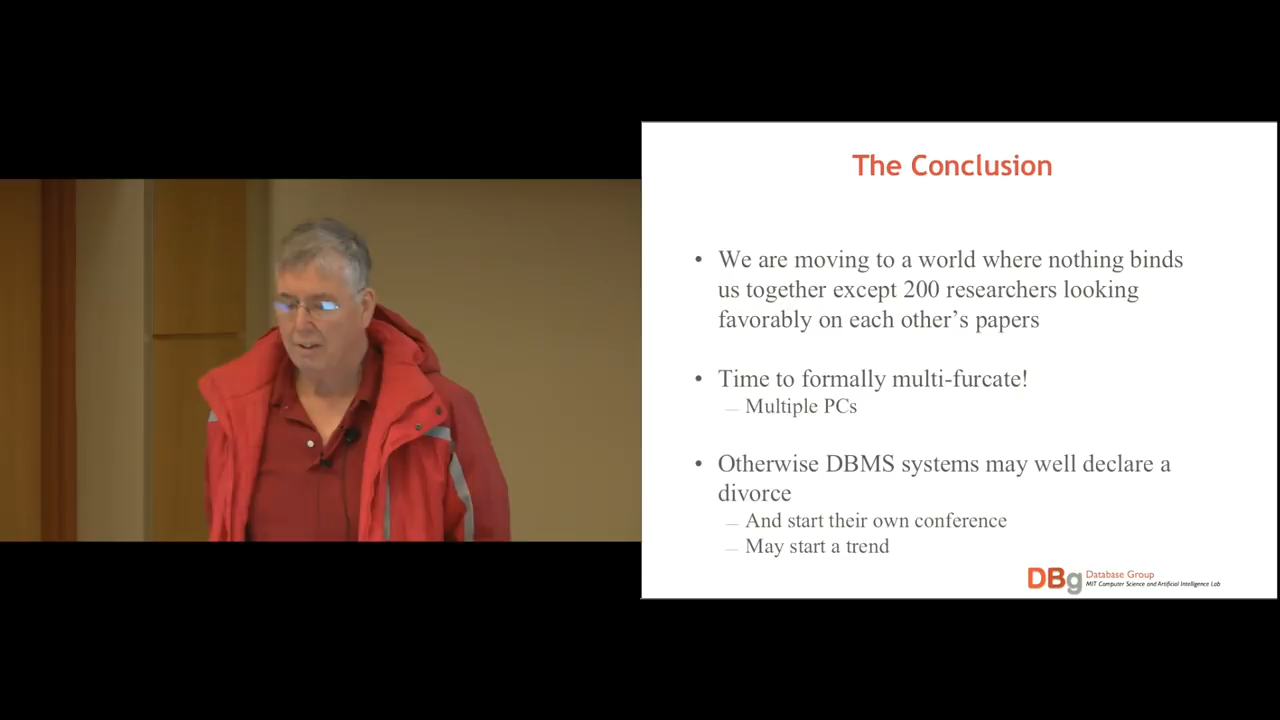 The Conclusion
• We are moving to a world where nothing binds
us together except 200 researchers looking
favorably on each other's papers
• Time to formally multi-furcate!
– Multiple PCs
• Otherwise DBMS systems may well declare a
divorce
– And start their own conference
– May start a trend
DBg Database Group
MIT Computer Science and Artificial Intelligence Lab